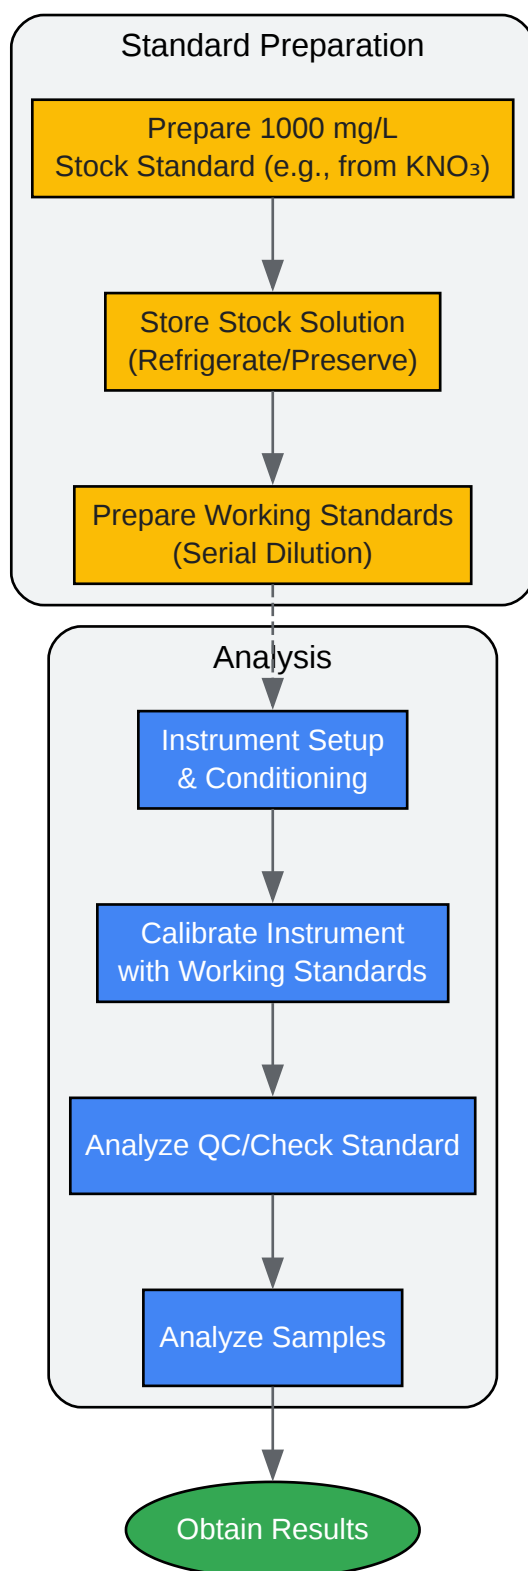 Standard Preparation
Prepare 1000 mg/L
Stock Standard (e.g., from KNO₃)
Store Stock Solution
(Refrigerate/Preserve)
Prepare Working Standards
(Serial Dilution)
Analysis
Instrument Setup
& Conditioning
Calibrate Instrument
with Working Standards
Analyze QC/Check Standard
Analyze Samples
Obtain Results